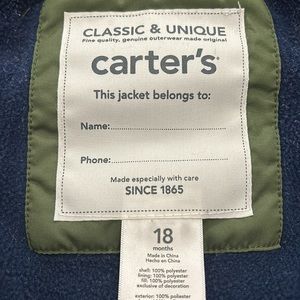 CLASSIC & UNIQUE
Fine quality, genuine outerwear made original
carter's
This jacket belongs to:
Name:
Phone:
Made especially with care
SINCE 1865
18
months
Made in China
Hecho en China
shell: 100% polyester
lining: 100% polyester
fill: 100% polyester
exclusive of decoration
exterior: 100% polyester